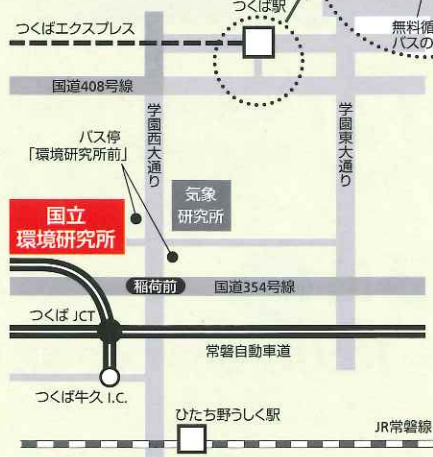 つくば駅
つくばエクスプレス
無料循
バスの
国道408号線
学園西大通り
学園東大通り
バス停
「環境研究所前」
気象
研究所
国立
環境研究所
稲荷前
国道354号線
つくば JCT
常磐自動車道
つくば牛久 I.C.
ひたち野うしく駅
JR常磐線